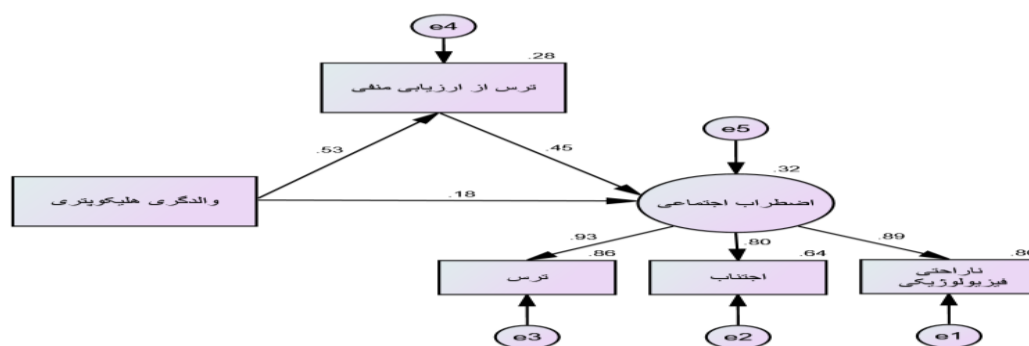 e4
.28
ترس از ارزیابی منفی
e5
.53
.45
.32
والدگری هلیکوپتری
.18
اضطراب اجتماعی
.93
.80
.89
.86
.64
.80
ترس
اجتناب
ناراحتی
فیزیولوژیکی
e3
e2
e1